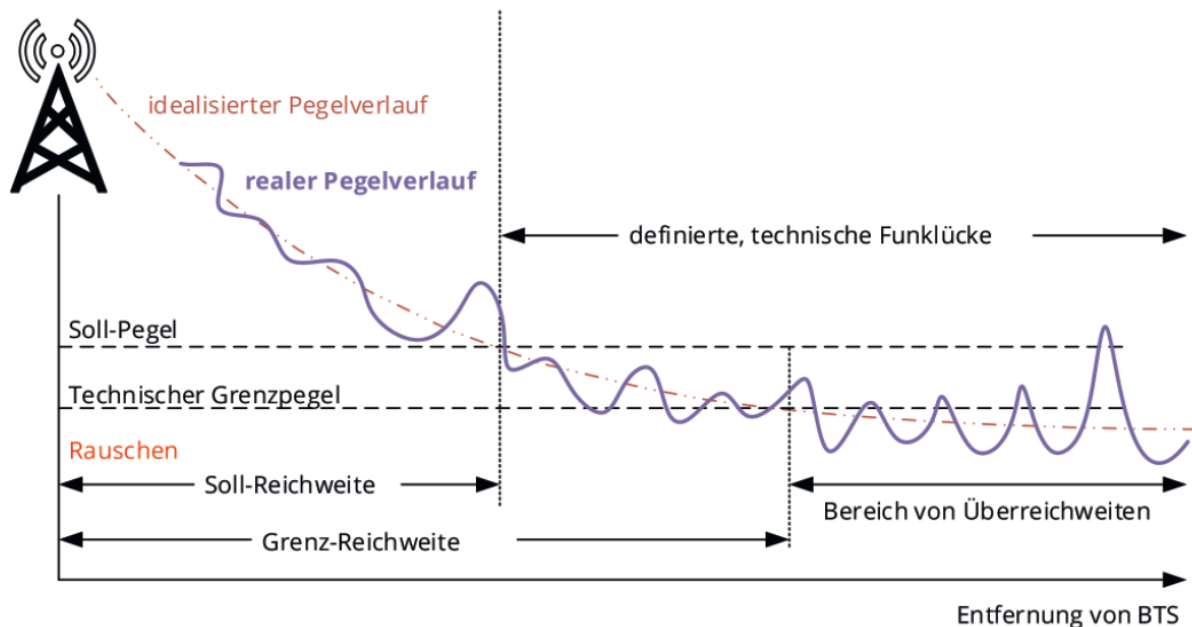 idealisierter Pegelverlauf
realer Pegelverlauf
definierte, technische Funklücke
Soll-Pegel
Technischer Grenzpegel
Rauschen
Soll-Reichweite
Bereich von Überreichweiten
Grenz-Reichweite
Entfernung von BTS